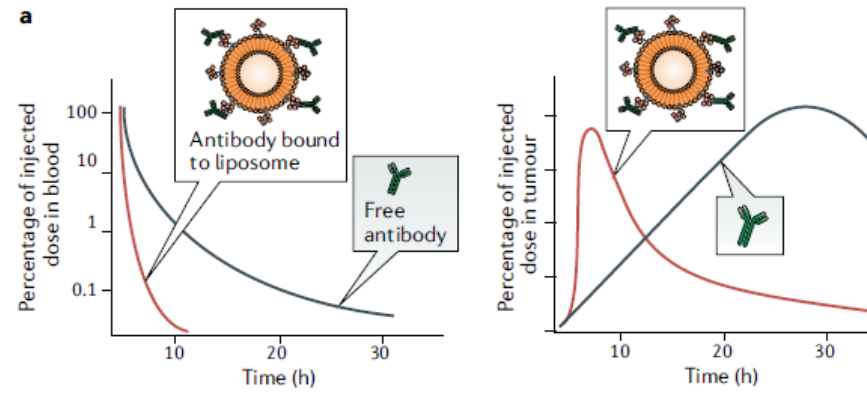 a
Percentage of injected
dose in blood
100
10
1
0.1
Antibody bound
to liposome
Free
antibody
10
20
30
Time (h)
Percentage of injected
dose in tumour
10
20
30
Time (h)